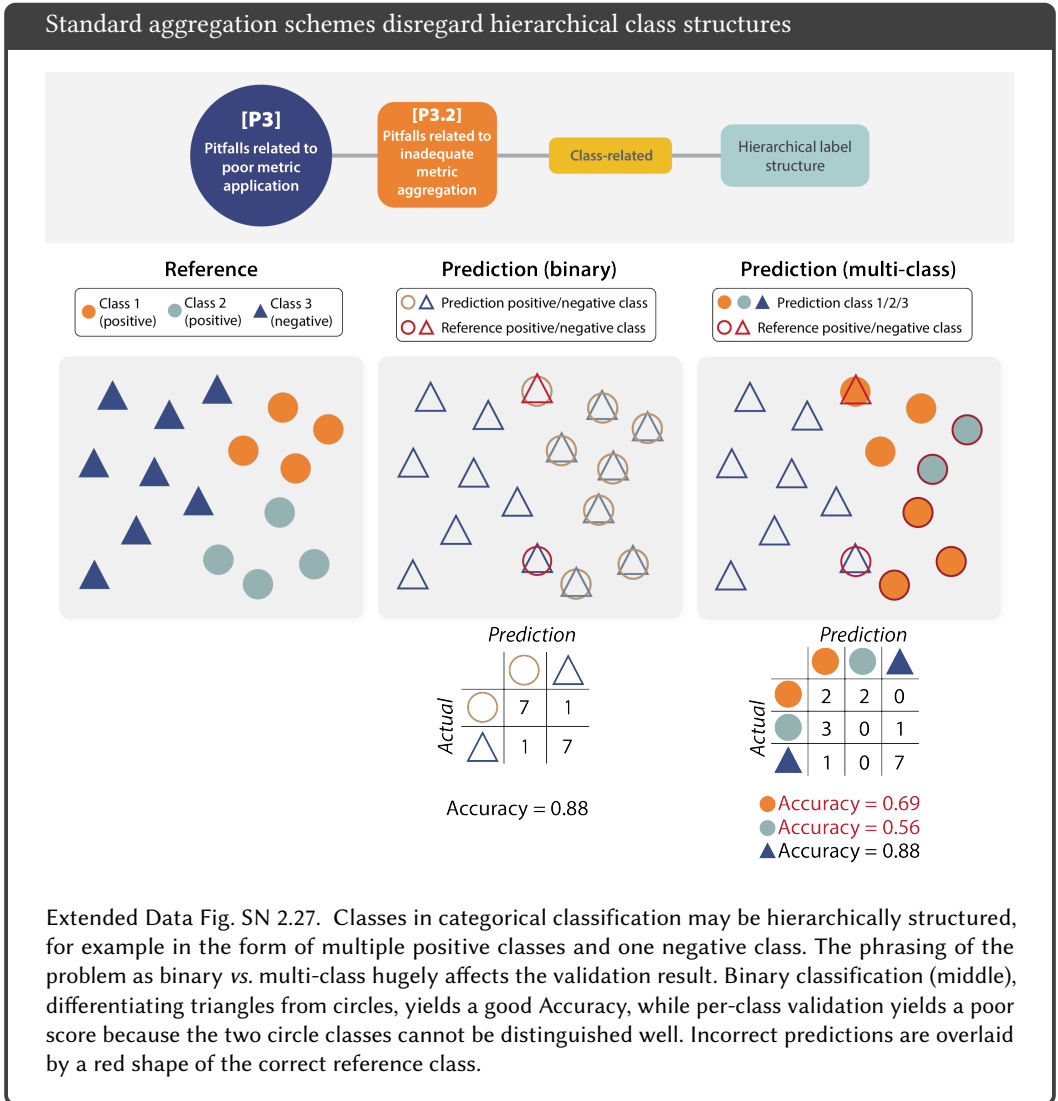 Standard aggregation schemes disregard hierarchical class structures
[P3]
Pitfalls related to
poor metric
application
[P3.2]
Pitfalls related to
inadequate
metric
aggregation
Class-related
Hierarchical label
structure
Reference
Class 1
(positive)
Class 2
(positive)
Class 3
(negative)
Prediction (binary)
Prediction positive/negative class
Reference positive/negative class
Prediction (multi-class)
Prediction class 1/2/3
Reference positive/negative class
Prediction
Actual
7 1
1 7
Accuracy = 0.88
Prediction
Actual
2 2 0
3 0 1
1 0 7
Accuracy = 0.69
Accuracy = 0.56
Accuracy = 0.88
Extended Data Fig. SN 2.27. Classes in categorical classification may be hierarchically structured,
for example in the form of multiple positive classes and one negative class. The phrasing of the
problem as binary vs. multi-class hugely affects the validation result. Binary classification (middle),
differentiating triangles from circles, yields a good Accuracy, while per-class validation yields a poor
score because the two circle classes cannot be distinguished well. Incorrect predictions are overlaid
by a red shape of the correct reference class.